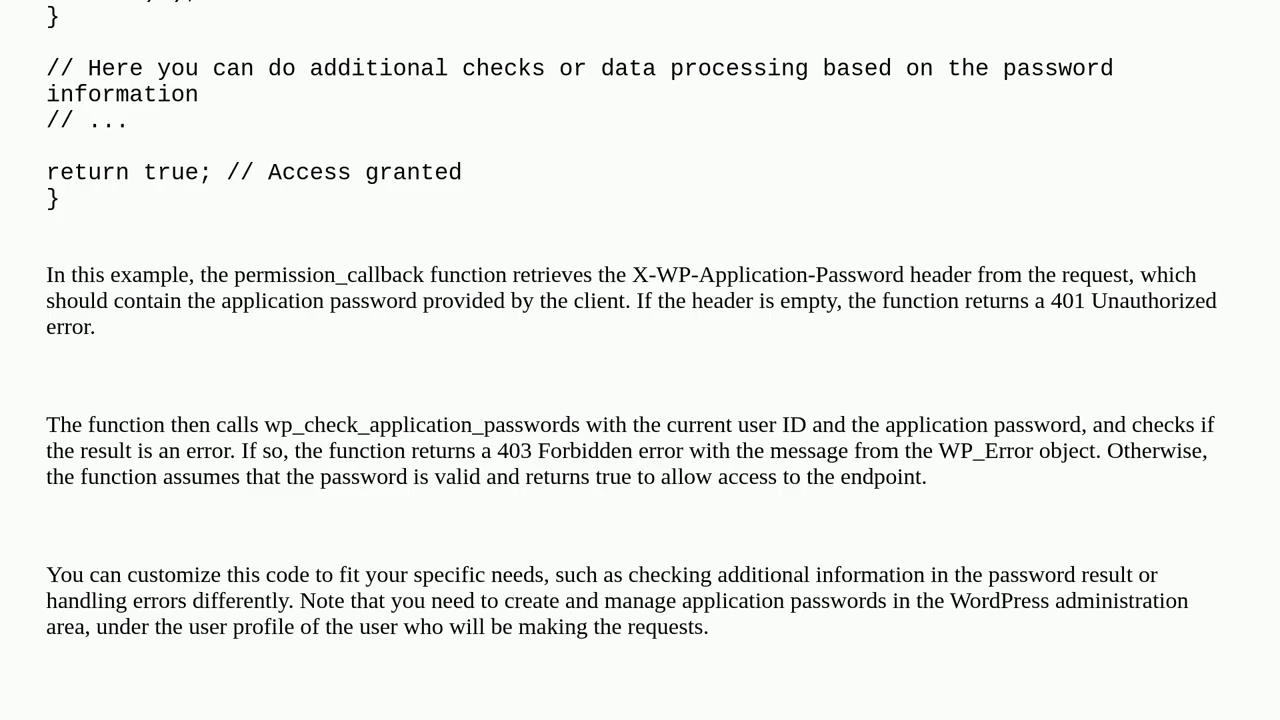 }
// Here you can do additional checks or data processing based on the password
information
// ...
return true; // Access granted
}
In this example, the permission_callback function retrieves the X-WP-Application-Password header from the request, which
should contain the application password provided by the client. If the header is empty, the function returns a 401 Unauthorized
error.
The function then calls wp_check_application_passwords with the current user ID and the application password, and checks if
the result is an error. If so, the function returns a 403 Forbidden error with the message from the WP_Error object. Otherwise,
the function assumes that the password is valid and returns true to allow access to the endpoint.
You can customize this code to fit your specific needs, such as checking additional information in the password result or
handling errors differently. Note that you need to create and manage application passwords in the WordPress administration
area, under the user profile of the user who will be making the requests.